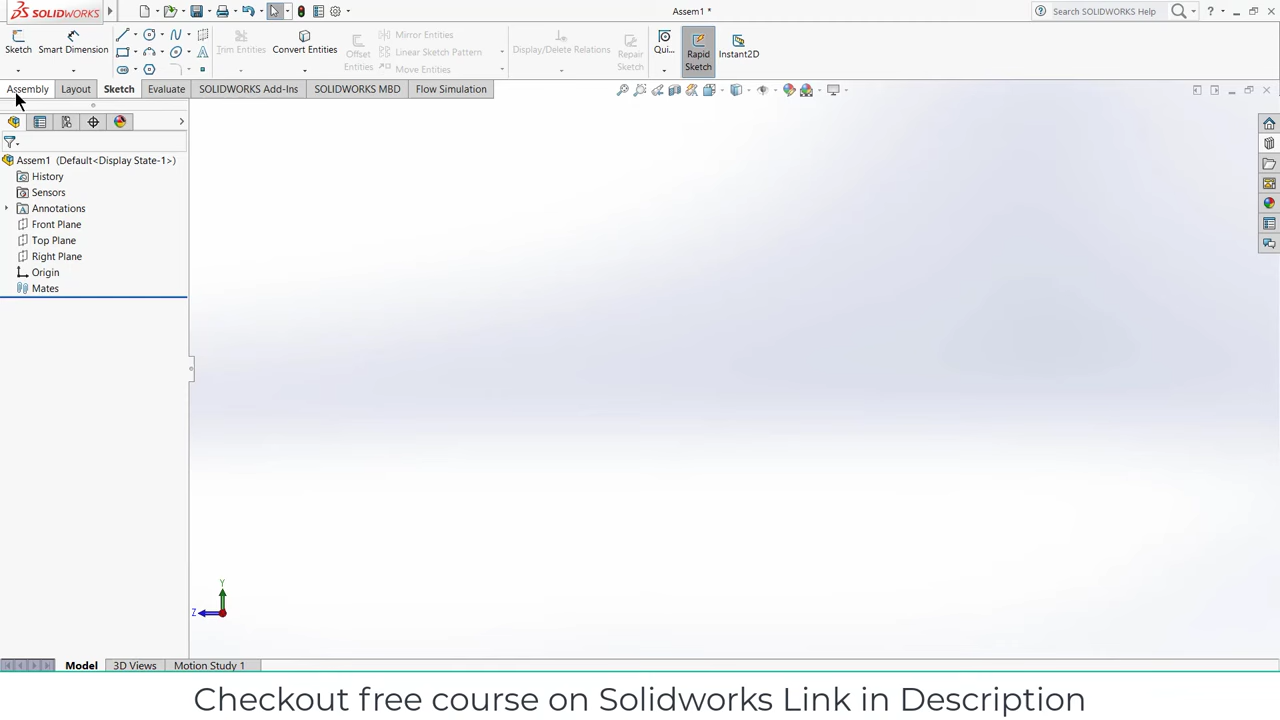 SOLIDWORKS
Assem1 *
Search SOLIDWORKS Help
Sketch
Smart Dimension
Trim Entities
Convert Entities
Offset Entities
Mirror Entities
Linear Sketch Pattern
Move Entities
Display/Delete Relations
Repair Sketch
Qui...
Rapid Sketch
Instant2D
Assembly
Layout
Sketch
Evaluate
SOLIDWORKS Add-Ins
SOLIDWORKS MBD
Flow Simulation
Assem1 (Default<Display State-1>)
History
Sensors
Annotations
Front Plane
Top Plane
Right Plane
Origin
Mates
Y
Z
Model
3D Views
Motion Study 1
Checkout free course on Solidworks Link in Description